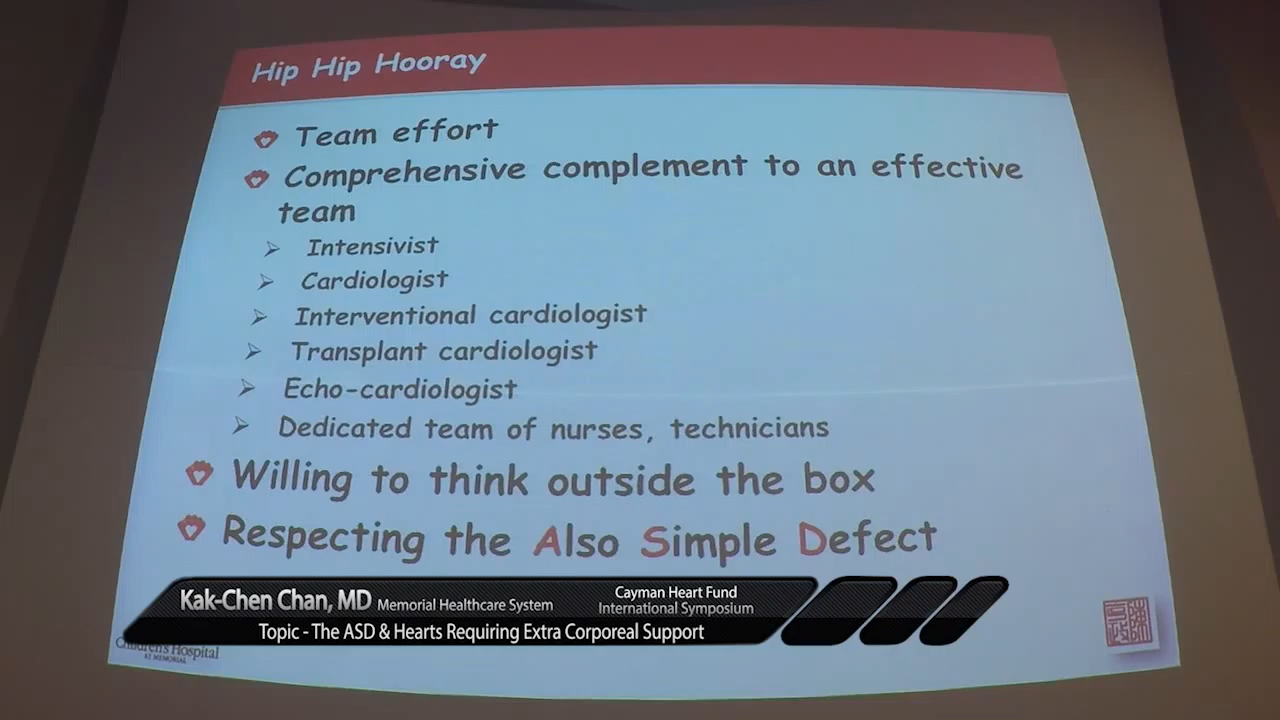 Hip Hip Hooray
Team effort
Comprehensive complement to an effective
team
Intensivist
Cardiologist
Interventional cardiologist
Transplant cardiologist
Echo-cardiologist
Dedicated team of nurses, technicians
Willing to think outside the box
Respecting the Also Simple Defect
Kak-Chen Chan, MD Memorial Healthcare System
Cayman Heart Fund
International Symposium
Topic - The ASD & Hearts Requiring Extra Corporeal Support
Children's Hospital
AT MEMORIAL